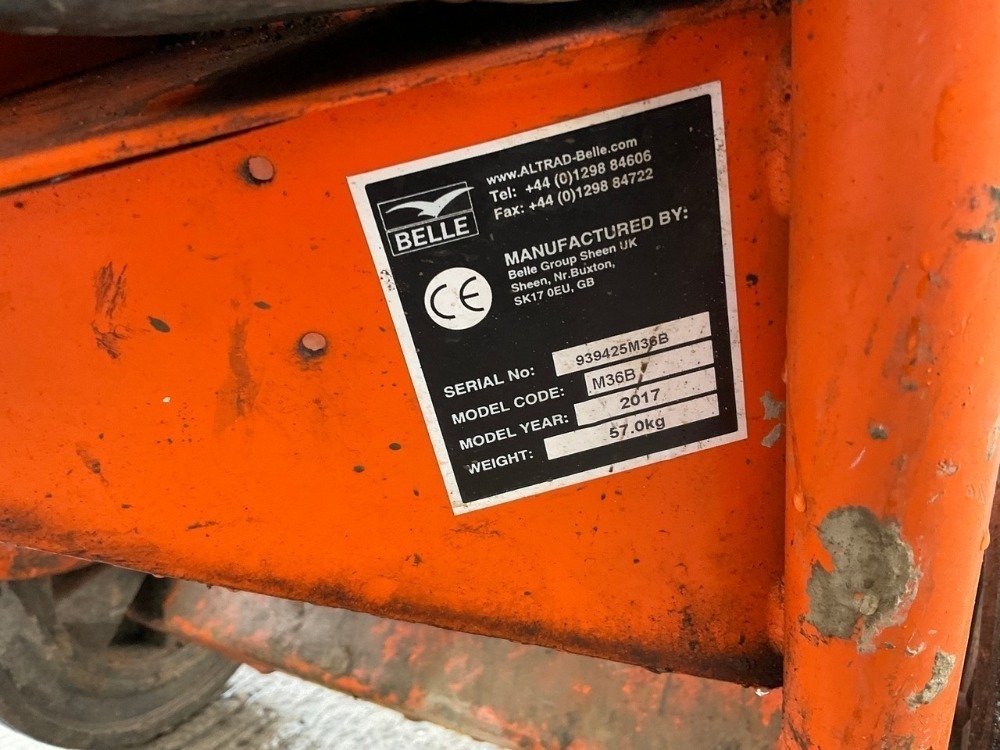 www.ALTRAD-Belle.com
Tel: +44 (0)1298 84606
Fax: +44 (0)1298 84722
BELLE
CE
MANUFACTURED BY:
Belle Group Sheen UK
Sheen, Nr.Buxton,
SK17 0EU, GB
SERIAL No: 939425M36B
MODEL CODE: M36B
MODEL YEAR: 2017
WEIGHT: 57.0kg